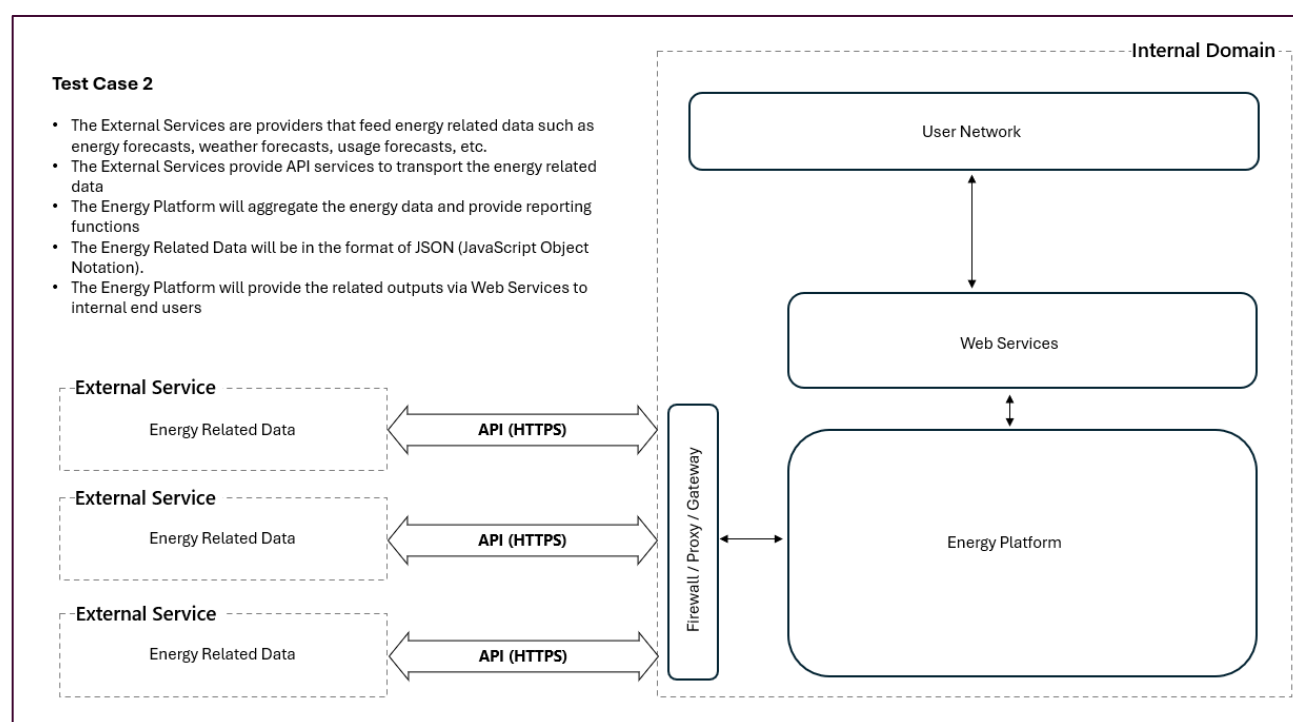 Internal Domain
Test Case 2
• The External Services are providers that feed energy related data such as
energy forecasts, weather forecasts, usage forecasts, etc.
• The External Services provide API services to transport the energy related
data
• The Energy Platform will aggregate the energy data and provide reporting
functions
• The Energy Related Data will be in the format of JSON (JavaScript Object
Notation).
• The Energy Platform will provide the related outputs via Web Services to
internal end users
User Network
Web Services
External Service
Energy Related Data
API (HTTPS)
External Service
Energy Related Data
API (HTTPS)
External Service
Energy Related Data
API (HTTPS)
Firewall / Proxy / Gateway
Energy Platform